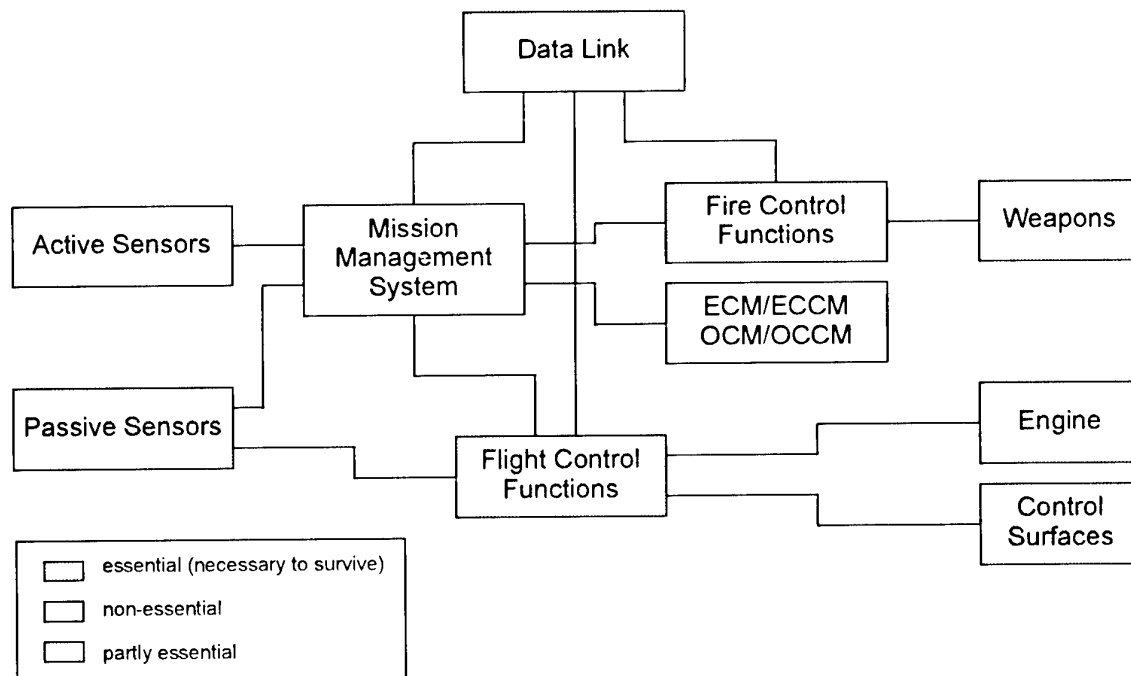 Data Link
Active Sensors
Mission
Management
System
Fire Control
Functions
Weapons
ECM/ECCM
OCM/OCCM
Passive Sensors
Flight Control
Functions
Engine
Control
Surfaces
essential (necessary to survive)
non-essential
partly essential